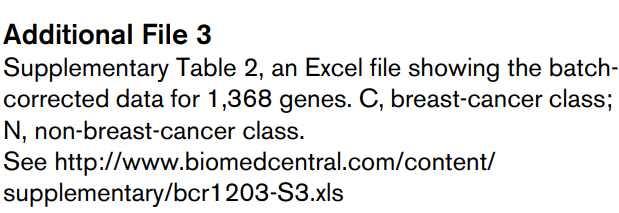 Additional File 3
Supplementary Table 2, an Excel file showing the batch-
corrected data for 1,368 genes. C, breast-cancer class;
N, non-breast-cancer class.
See http://www.biomedcentral.com/content/
supplementary/bcr1203-S3.xls